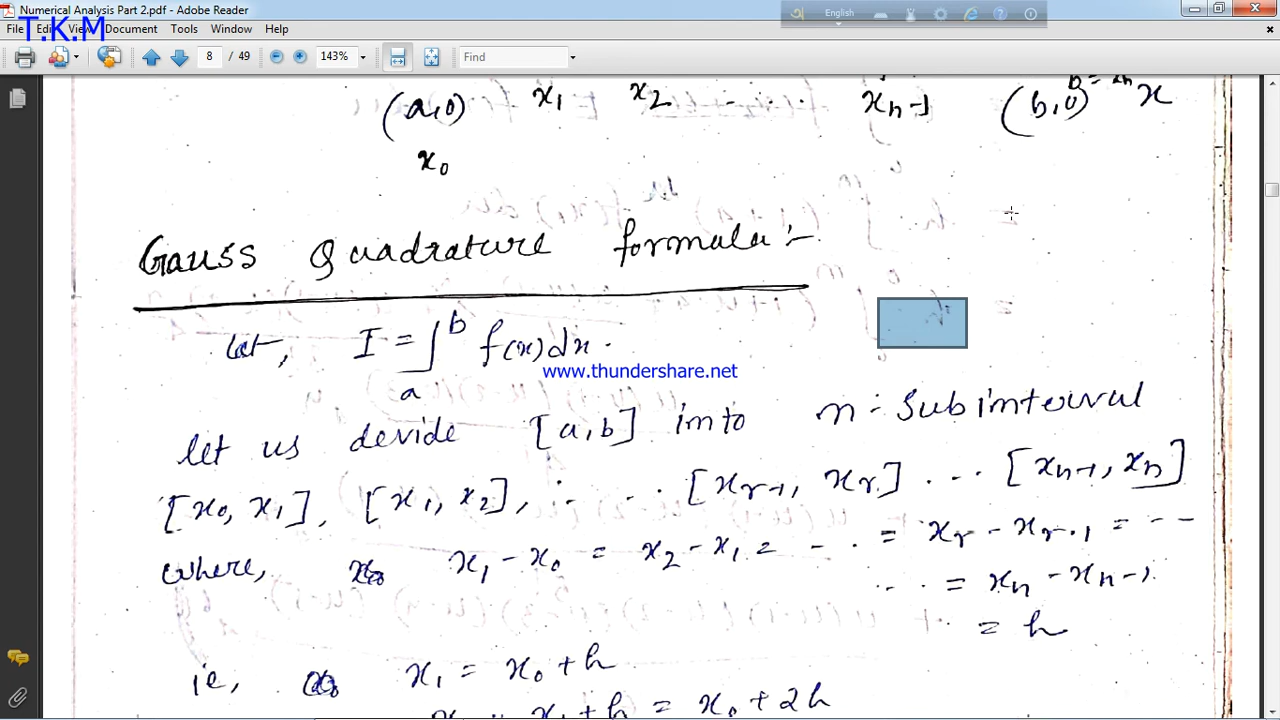 Numerical Analysis Part 2.pdf - Adobe Reader
English
T.K.M
File Edit View Document Tools Window Help
8 / 49 143% Find
b = xn
(a,0) x1 x2 ... xn-1 (b,0) x
x0
Gauss Quadrature formula :-
let, I = ∫ₐᵇ f(x)dx.
www.thundershare.net
let us devide [a,b] into n - Subinterval
[x0, x1], [x1, x2], ... [xr-1, xr] ... [xn-1, xn]
where, x1 - x0 = x2 - x1 = ... = xr - xr-1 = --
... = xn - xn-1
= h
ie, x1 = x0 + h
x1 + h = x0 + 2h